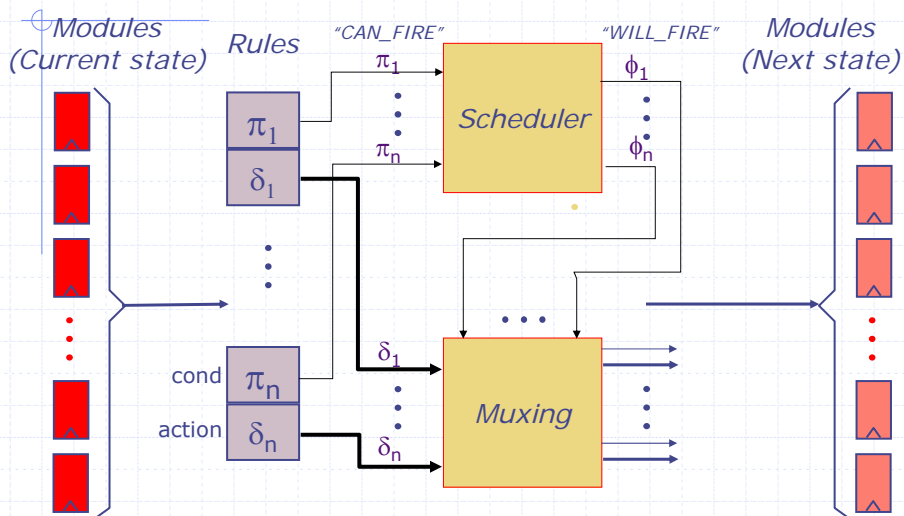 Modules
(Current state)
Rules
“CAN_FIRE”
“WILL_FIRE”
Modules
(Next state)
π1
πn
Scheduler
ϕ1
ϕn
π1
δ1
cond
πn
action
δn
δ1
δn
Muxing